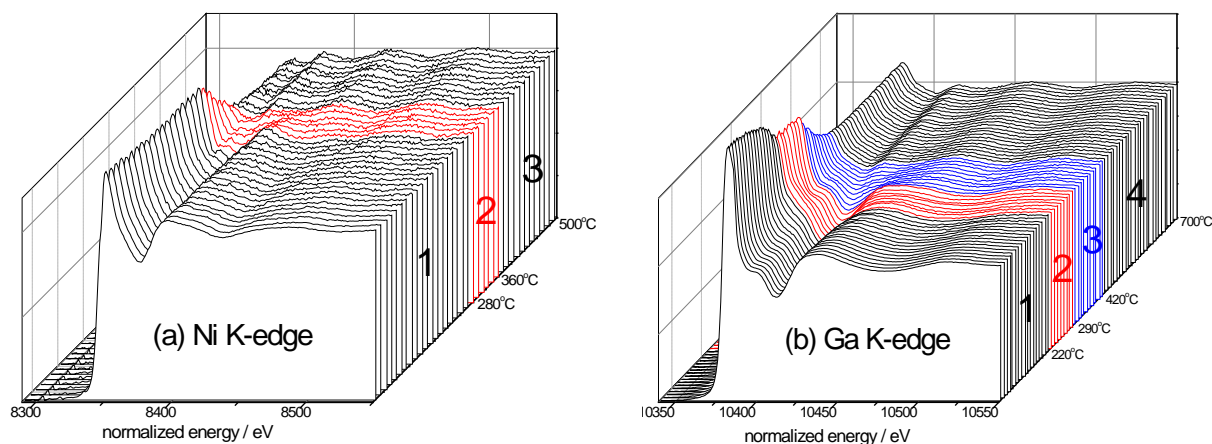 (a) Ni K-edge
1
2
3
280°C
360°C
500°C
8300
8400
8500
normalized energy / eV
(b) Ga K-edge
1
2
3
4
220°C
290°C
420°C
700°C
10350
10400
10450
10500
10550
normalized energy / eV